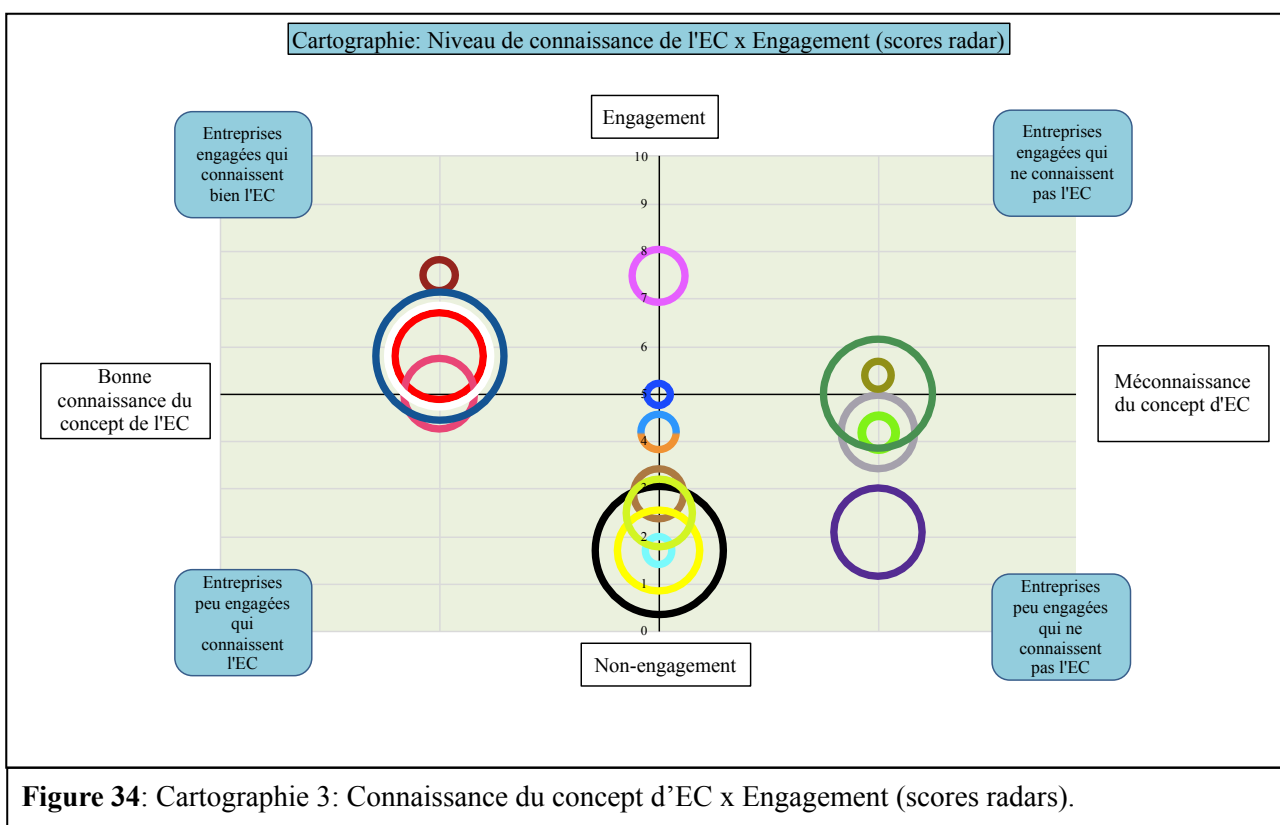 Cartographie: Niveau de connaissance de l'EC x Engagement (scores radar)
Engagement
Entreprises
engagées qui
connaissent
bien l'EC
Entreprises
engagées qui
ne connaissent
pas l'EC
10
9
8
7
6
5
4
3
2
1
0
Bonne
connaissance du
concept de l'EC
Méconnaissance
du concept d'EC
Entreprises
peu engagées
qui
connaissent
l'EC
Non-engagement
Entreprises
peu engagées
qui ne
connaissent
pas l'EC
Figure 34: Cartographie 3: Connaissance du concept d’EC x Engagement (scores radars).